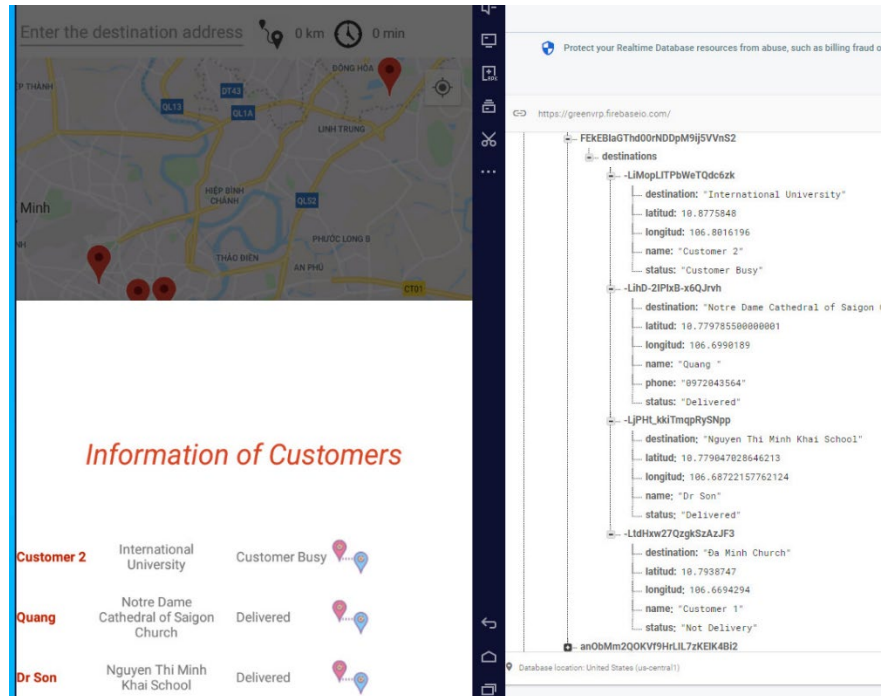 Enter the destination address 0 km 0 min
ĐÔNG HÒA
P THÀNH
DT43
QL13
QL1A
LINH TRUNG
HIỆP BÌNH
CHÁNH
QL52
Minh
PHƯỚC LONG B
THẢO ĐIỀN
AN PHÚ
CT01
Information of Customers
Customer 2 International University Customer Busy
Quang Notre Dame Cathedral of Saigon Church Delivered
Dr Son Nguyen Thi Minh Khai School Delivered
Protect your Realtime Database resources from abuse, such as billing fraud o
https://greenvrp.firebaseio.com/
FEkEBlaGThd00rNDDpM9ij5VVnS2
destinations
-LiMopLITPbWeTQdc6zk
destination: "International University"
latitud: 10.8775848
longitud: 106.8016196
name: "Customer 2"
status: "Customer Busy"
-LihD-2IPIxB-x6QJrvh
destination: "Notre Dame Cathedral of Saigon
latitud: 10.779785500000001
longitud: 106.6990189
name: "Quang "
phone: "0972043564"
status: "Delivered"
-LjPHt_kkiTmqpRySNpp
destination: "Nguyen Thi Minh Khai School"
latitud: 10.779047028646213
longitud: 106.68722157762124
name: "Dr Son"
status: "Delivered"
-LtdHxw27QzgkSzAzJF3
destination: "Đa Minh Church"
latitud: 10.7938747
longitud: 106.6694294
name: "Customer 1"
status: "Not Delivery"
anObMm2QOKVf9HrLIL7zKEIK4Bi2
Database location: United States (us-central1)